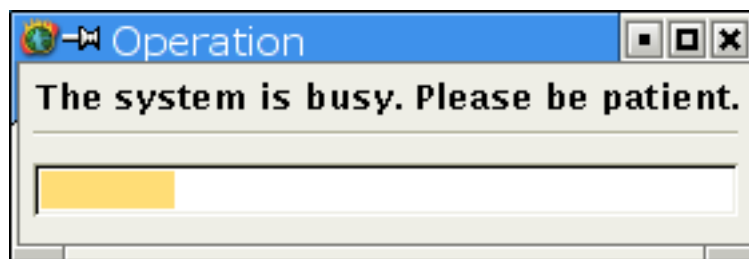 Operation
The system is busy. Please be patient.